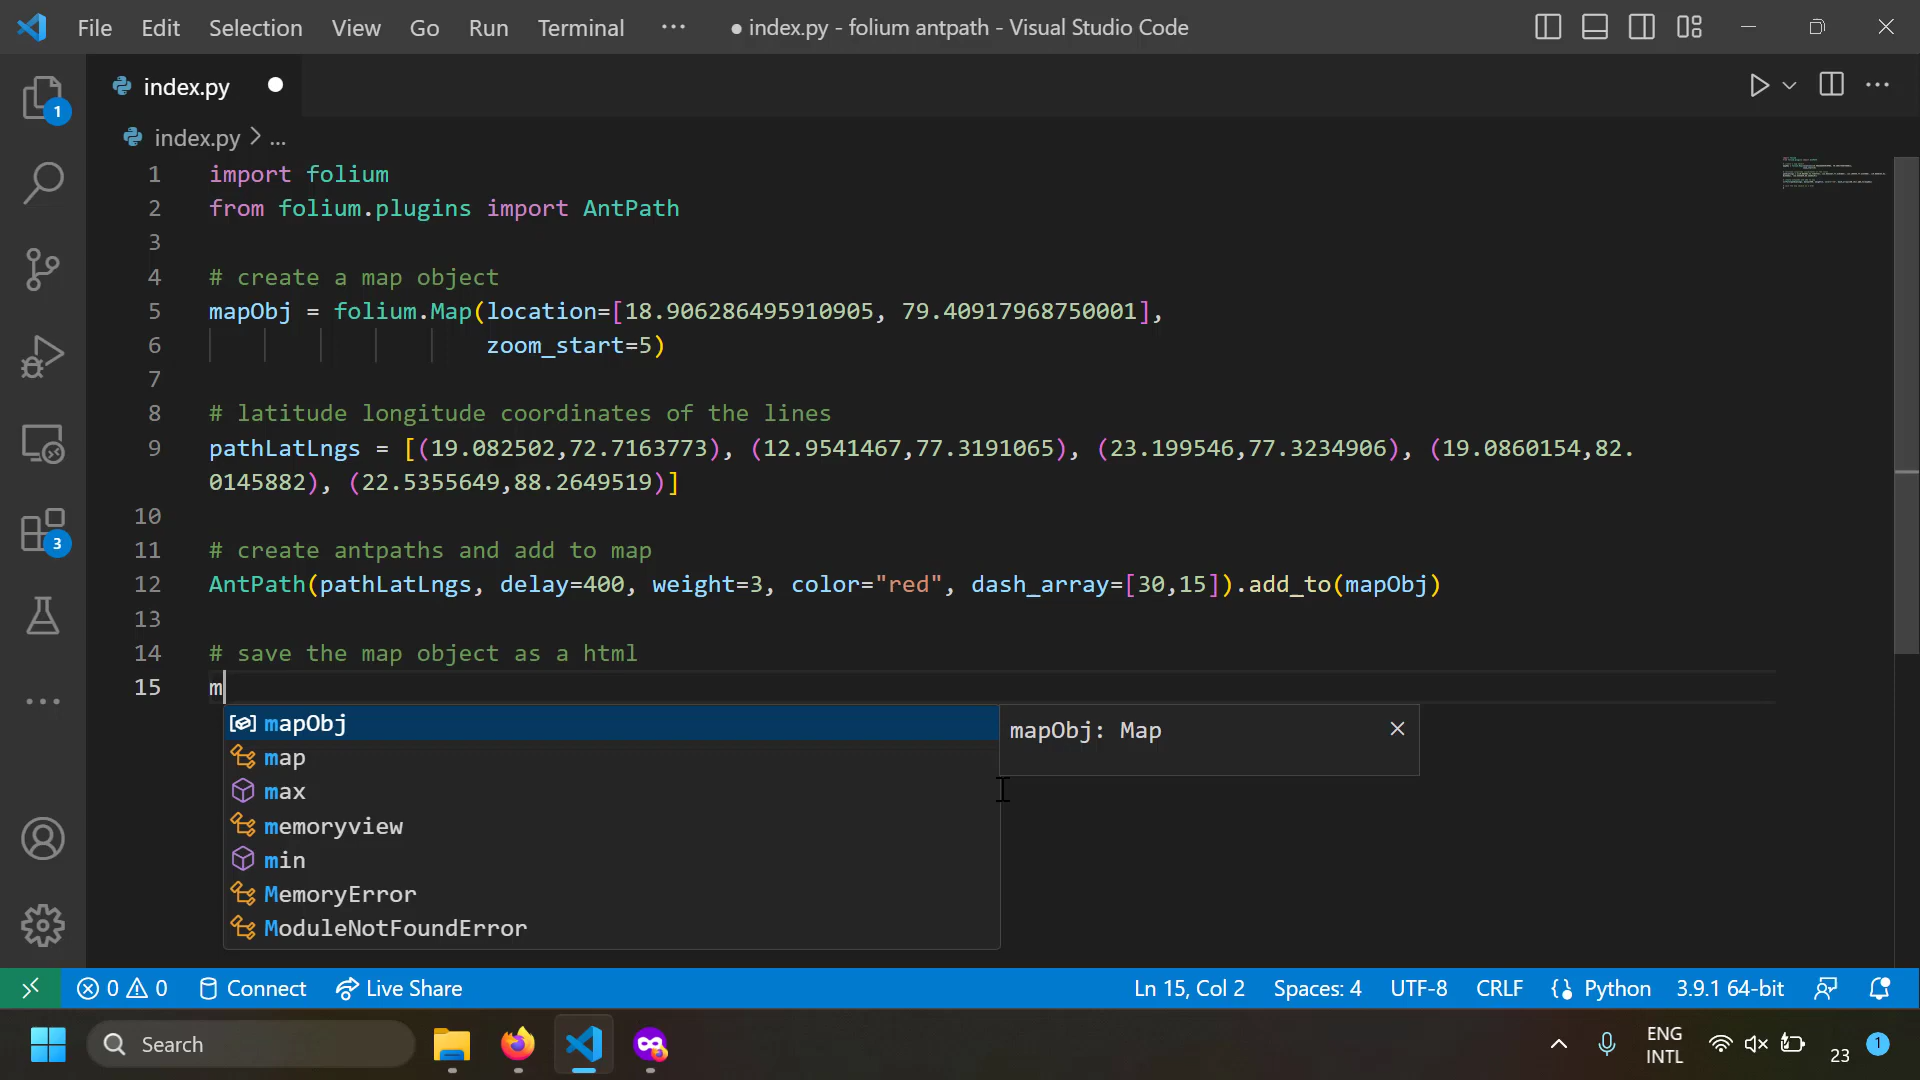 File Edit Selection View Go Run Terminal ··· ● index.py - folium antpath - Visual Studio Code
index.py
index.py > ...
1 import folium
2 from folium.plugins import AntPath
3
4 # create a map object
5 mapObj = folium.Map(location=[18.906286495910905, 79.40917968750001],
6 zoom_start=5)
7
8 # latitude longitude coordinates of the lines
9 pathLatLngs = [(19.082502,72.7163773), (12.9541467,77.3191065), (23.199546,77.3234906), (19.0860154,82.
0145882), (22.5355649,88.2649519)]
10
11 # create antpaths and add to map
12 AntPath(pathLatLngs, delay=400, weight=3, color="red", dash_array=[30,15]).add_to(mapObj)
13
14 # save the map object as a html
15 m
mapObj
mapObj: Map
map
max
memoryview
min
MemoryError
ModuleNotFoundError
1
3
0 0 Connect Live Share Ln 15, Col 2 Spaces: 4 UTF-8 CRLF Python 3.9.1 64-bit
Search
ENG
INTL
23
1